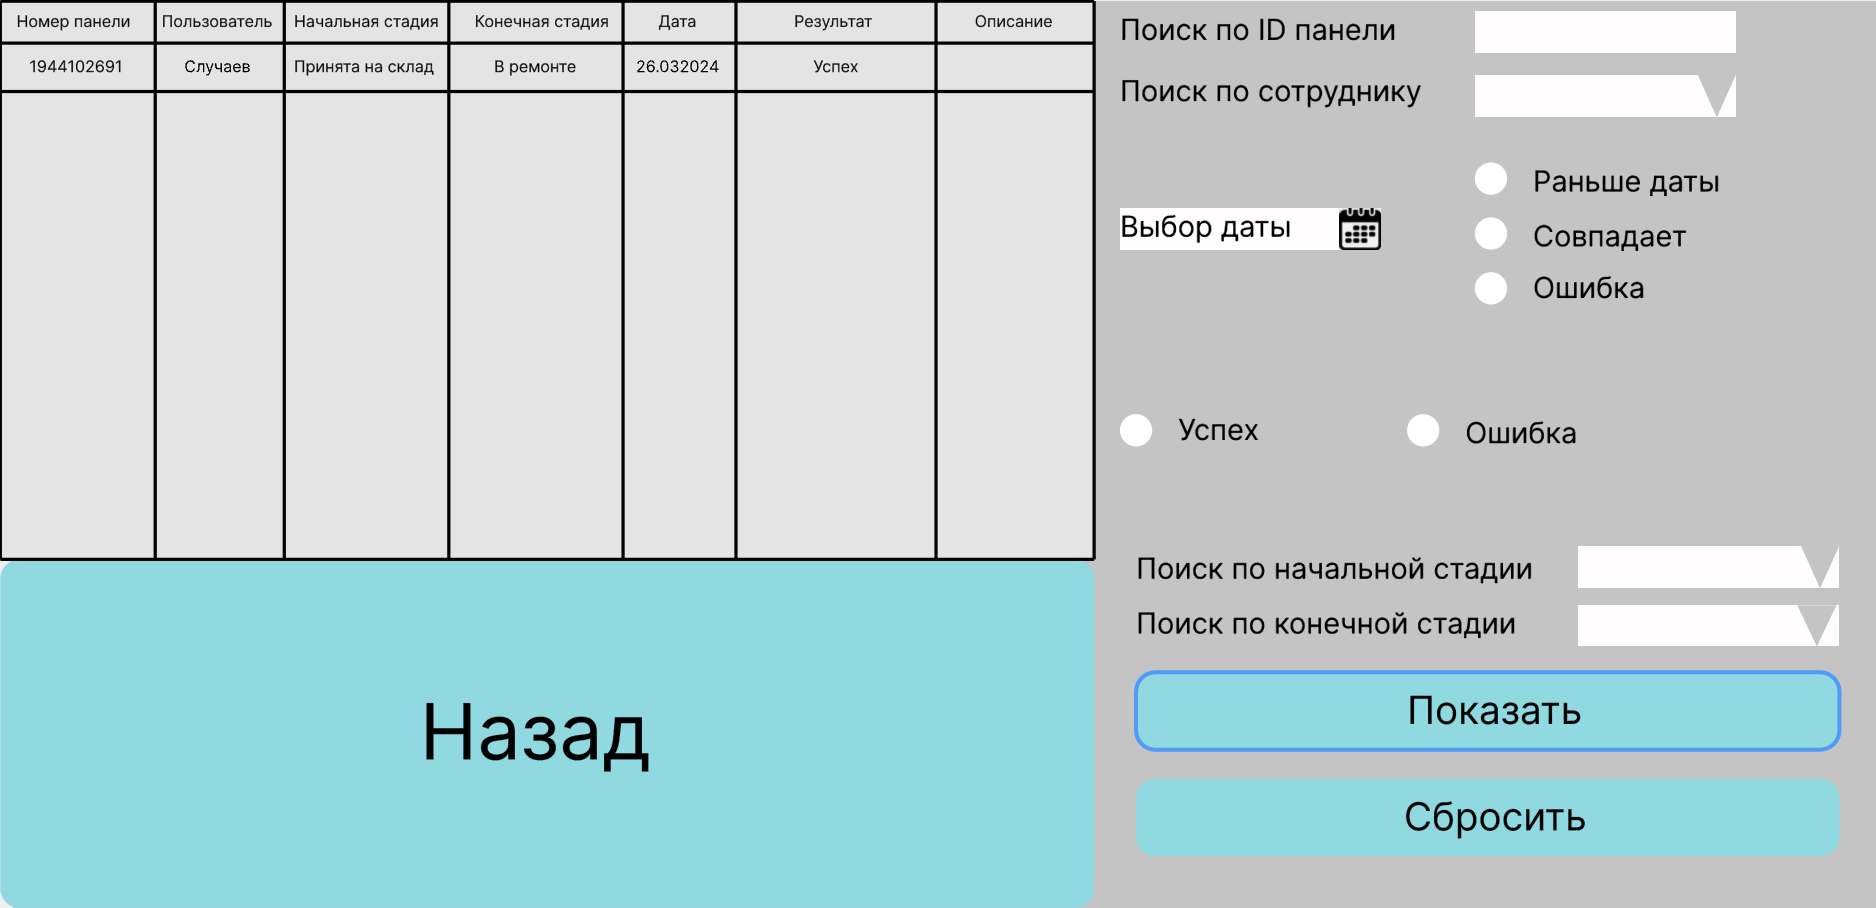 Номер панели Пользователь Начальная стадия Конечная стадия Дата Результат Описание
1944102691 Случаев Принята на склад В ремонте 26.032024 Успех
Назад
Поиск по ID панели
Поиск по сотруднику
Выбор даты
Раньше даты
Совпадает
Ошибка
Успех Ошибка
Поиск по начальной стадии
Поиск по конечной стадии
Показать
Сбросить